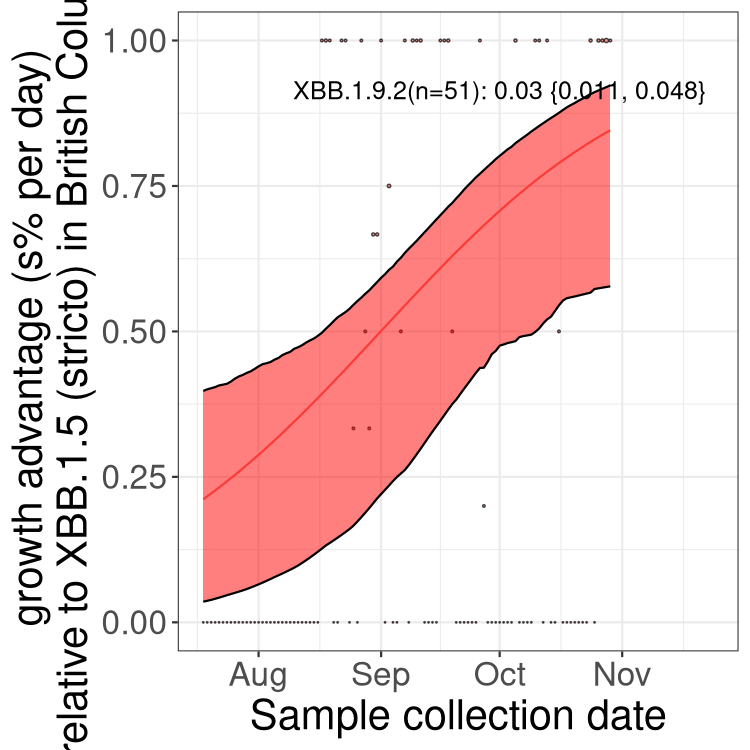 growth advantage (s% per day)
relative to XBB.1.5 (stricto) in British Colu
1.00
0.75
0.50
0.25
0.00
XBB.1.9.2(n=51): 0.03 {0.011, 0.048}
Aug Sep Oct Nov
Sample collection date